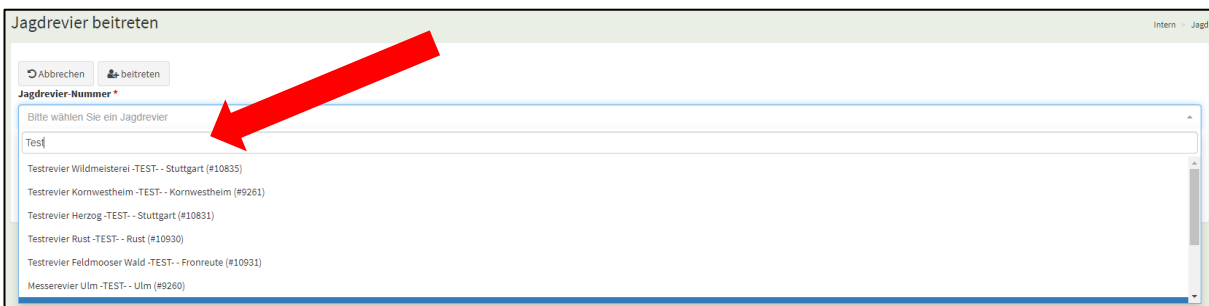 Jagdrevier beitreten
Intern > Jagd
Abbrechen beitreten
Jagdrevier-Nummer *
Bitte wählen Sie ein Jagdrevier
Test
Testrevier Wildmeisterei -TEST- - Stuttgart (#10835)
Testrevier Kornwestheim -TEST- - Kornwestheim (#9261)
Testrevier Herzog -TEST- - Stuttgart (#10831)
Testrevier Rust -TEST- - Rust (#10930)
Testrevier Feldmooser Wald -TEST- - Fronreute (#10931)
Messerevier Ulm -TEST- - Ulm (#9260)